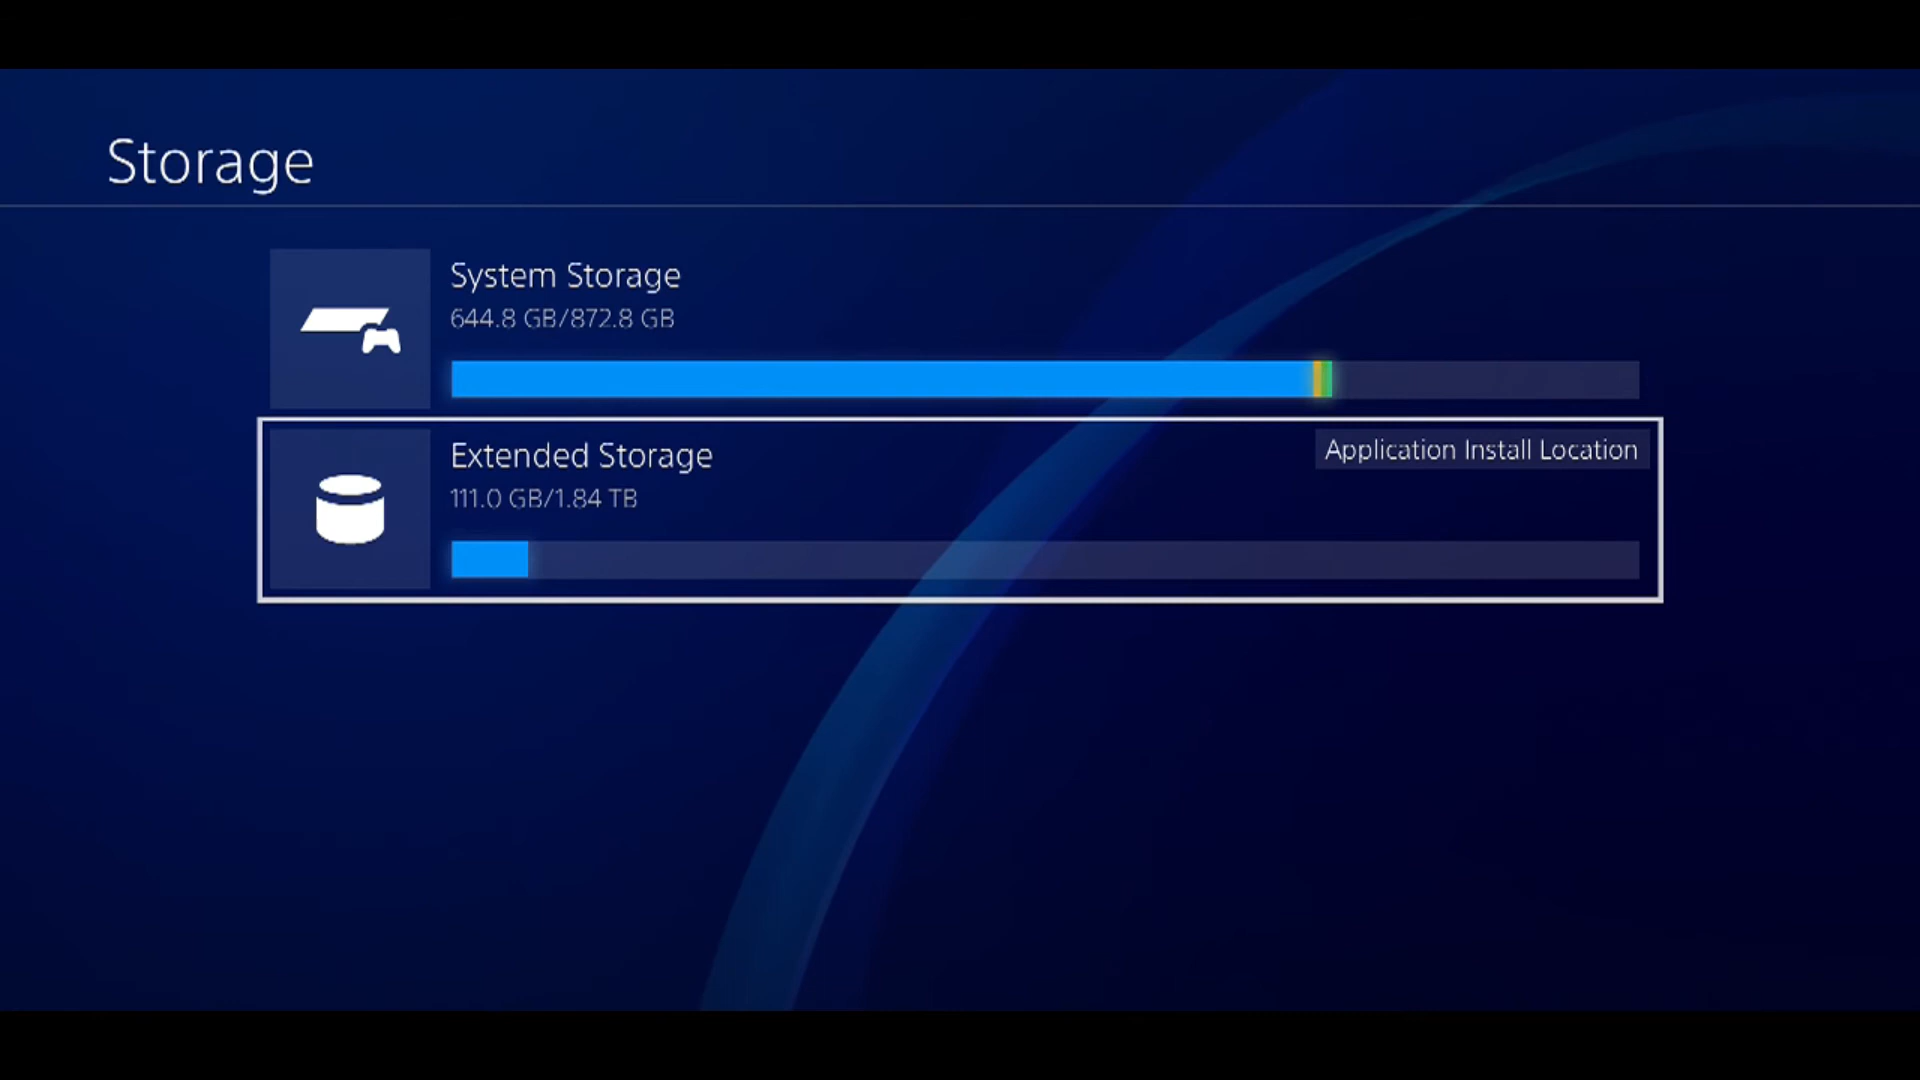 Storage
System Storage
644.8 GB/872.8 GB
Extended Storage
Application Install Location
111.0 GB/1.84 TB